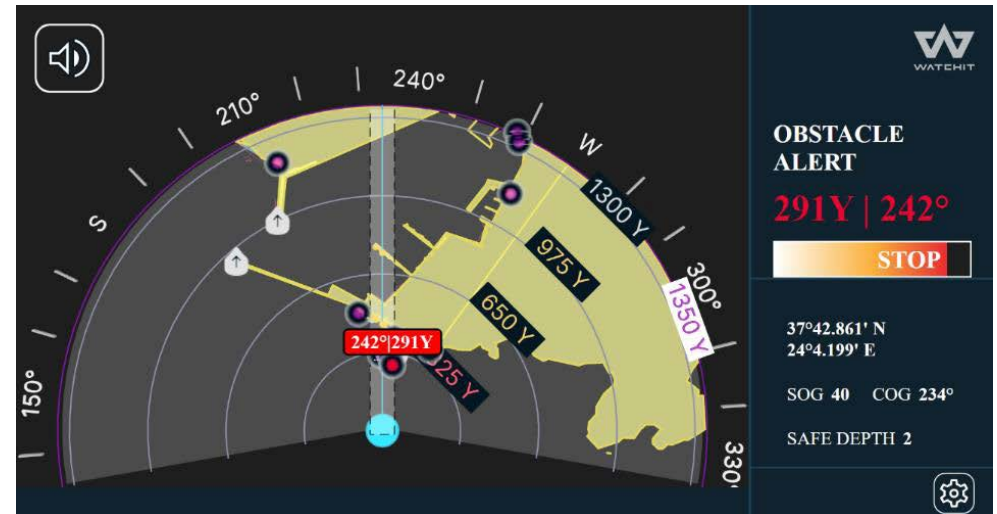 210°
240°
W
S
300°
150°
330°
1300 Y
975 Y
650 Y
1350 Y
25 Y
242°|291Y
WATCHIT
OBSTACLE
ALERT
291Y | 242°
STOP
37°42.861' N
24°4.199' E
SOG 40 COG 234°
SAFE DEPTH 2